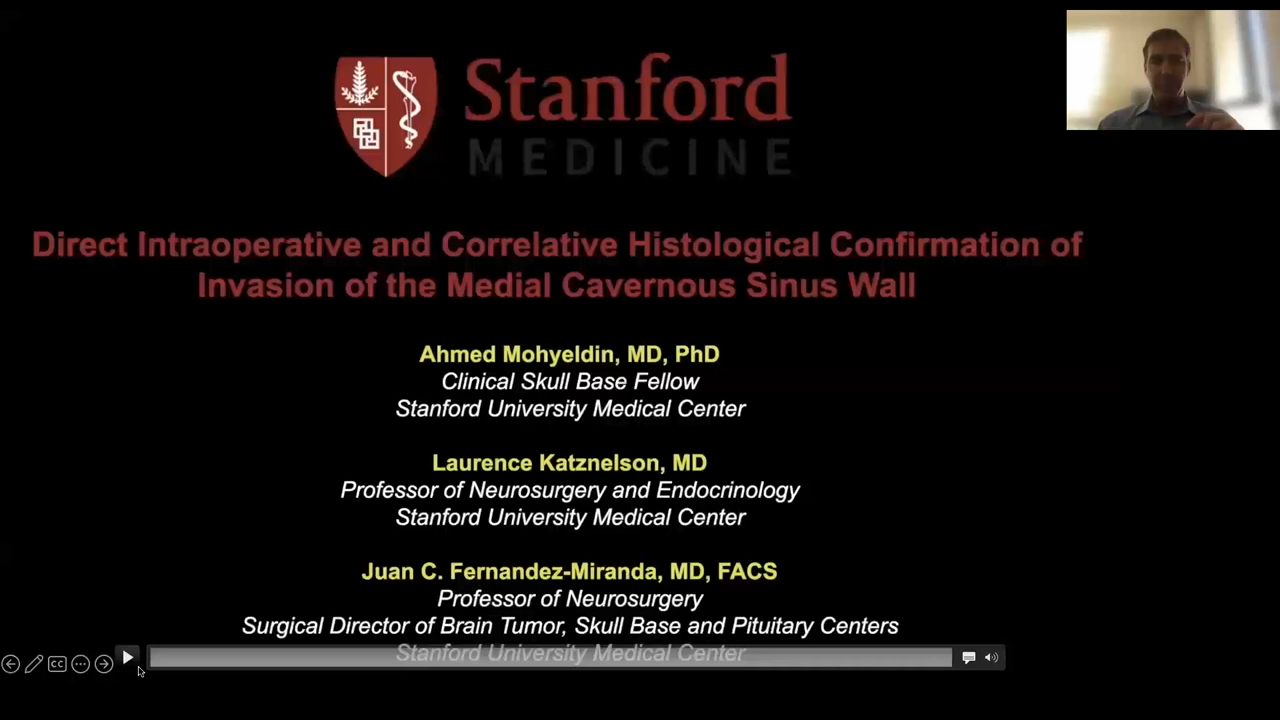 Stanford
MEDICINE
Direct Intraoperative and Correlative Histological Confirmation of
Invasion of the Medial Cavernous Sinus Wall
Ahmed Mohyeldin, MD, PhD
Clinical Skull Base Fellow
Stanford University Medical Center
Laurence Katznelson, MD
Professor of Neurosurgery and Endocrinology
Stanford University Medical Center
Juan C. Fernandez-Miranda, MD, FACS
Professor of Neurosurgery
Surgical Director of Brain Tumor, Skull Base and Pituitary Centers
Stanford University Medical Center
CC